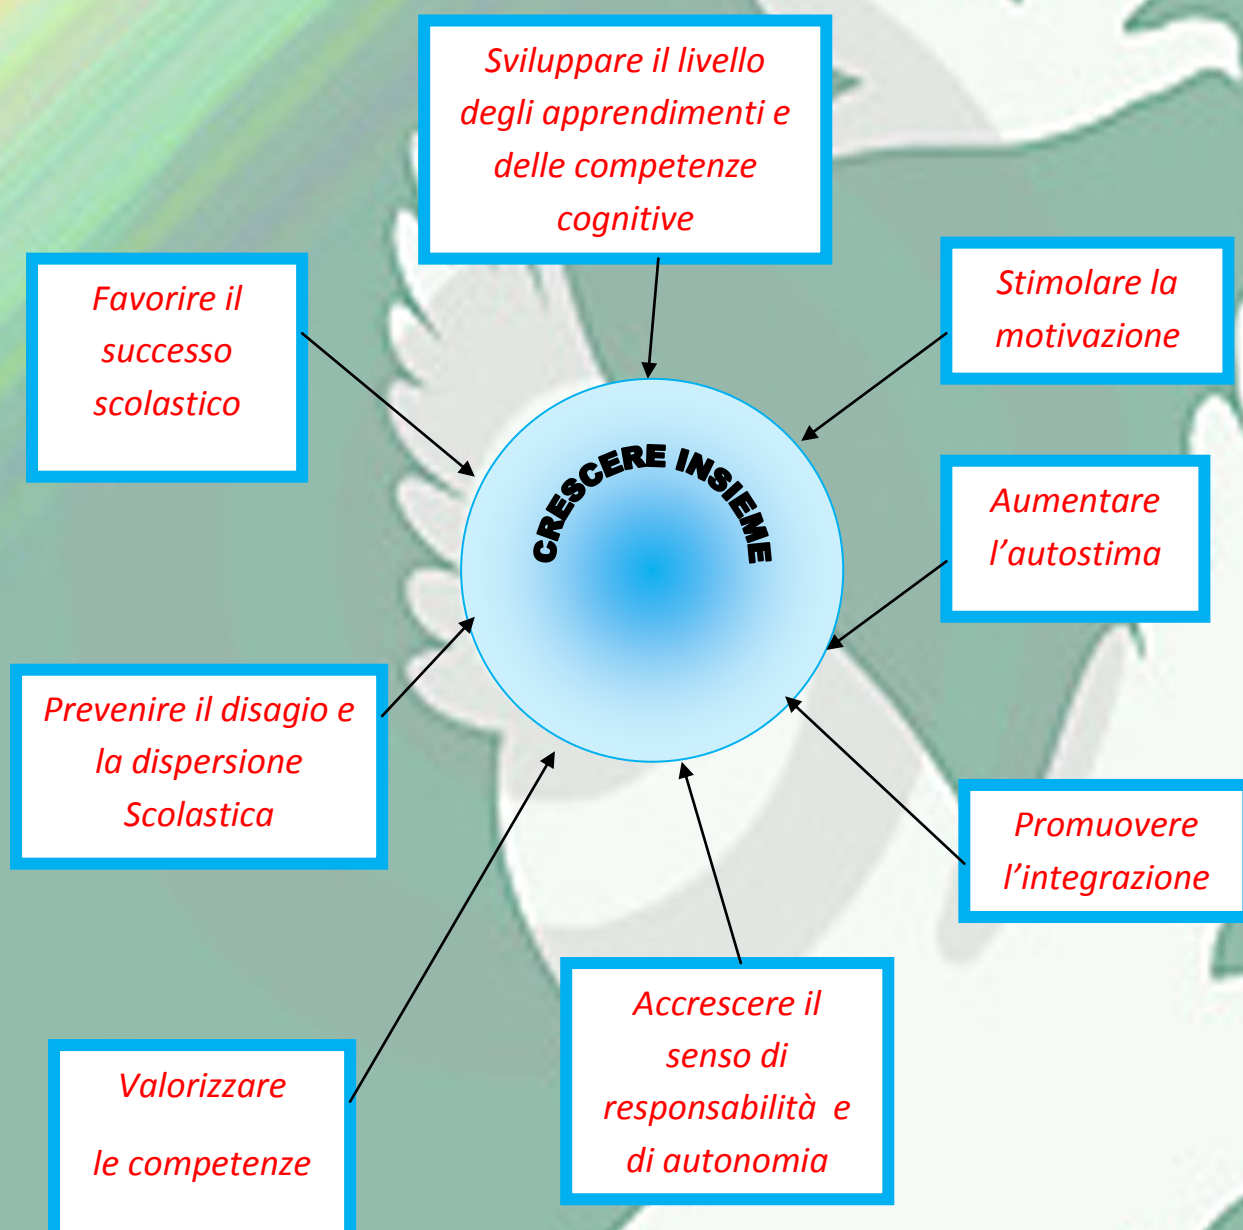 Sviluppare il livello
degli apprendimenti e
delle competenze
cognitive
Favorire il
successo
scolastico
Stimolare la
motivazione
CRESCERE INSIEME
Aumentare
l’autostima
Prevenire il disagio e
la dispersione
Scolastica
Promuovere
l’integrazione
Accrescere il
senso di
responsabilità e
di autonomia
Valorizzare
le competenze